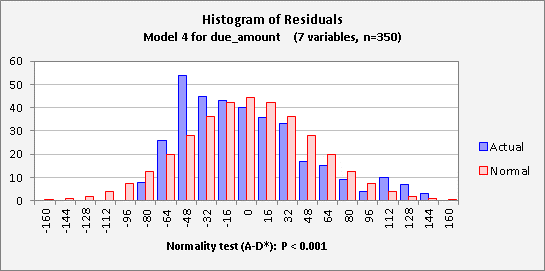 Histogram of Residuals
Model 4 for due_amount (7 variables, n=350)
60
50
40
30
20
10
0
-160 -144 -128 -112 -96 -80 -64 -48 -32 -16 0 16 32 48 64 80 96 112 128 144 160
Actual
Normal
Normality test (A-D*): P < 0.001